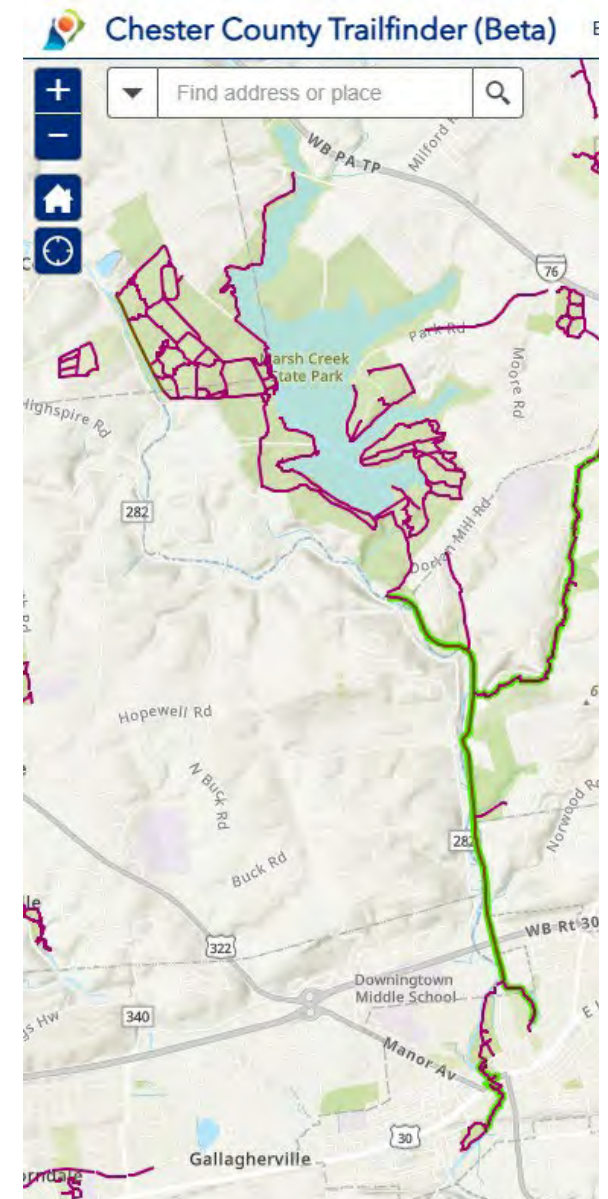 Chester County Trailfinder (Beta)
+
Find address or place
−
WB PA TP
Milford
76
Park Rd
Marsh Creek
State Park
Moore Rd
Highspire Rd
282
Dorlan Mill Rd
Hopewell Rd
N Buck Rd
Norwood Rd
282
Buck Rd
322
WB Rt 30
Downingtown
Middle School
340
Manor Av
30
Gallagherville